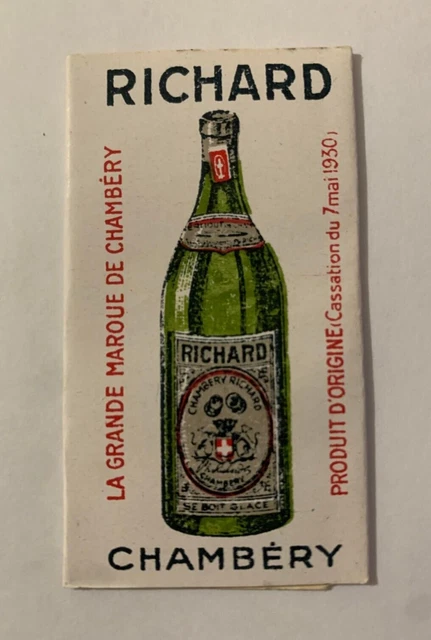 RICHARD
LA GRANDE MARQUE DE CHAMBÉRY
PRODUIT D'ORIGINE (Cassation du 7 mai 1930)
RICHARD
CHAMBÉRY RICHARD
CHAMBÉRY
SE BOIT GLACÉ
CHAMBÉRY